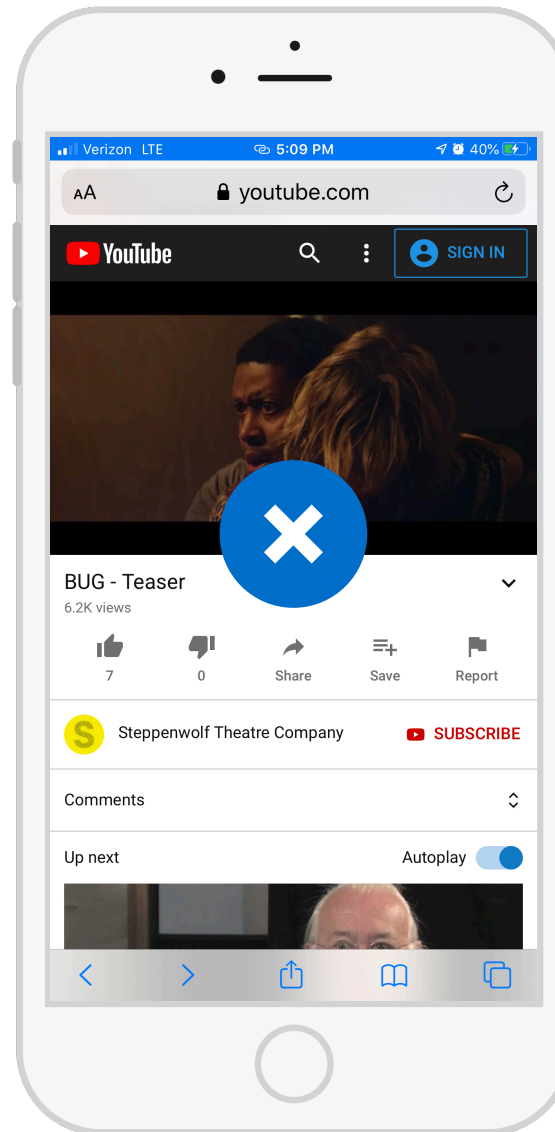 Verizon LTE 5:09 PM 40%
AA youtube.com
YouTube SIGN IN
BUG - Teaser
6.2K views
7 0 Share Save Report
S Steppenwolf Theatre Company SUBSCRIBE
Comments
Up next Autoplay